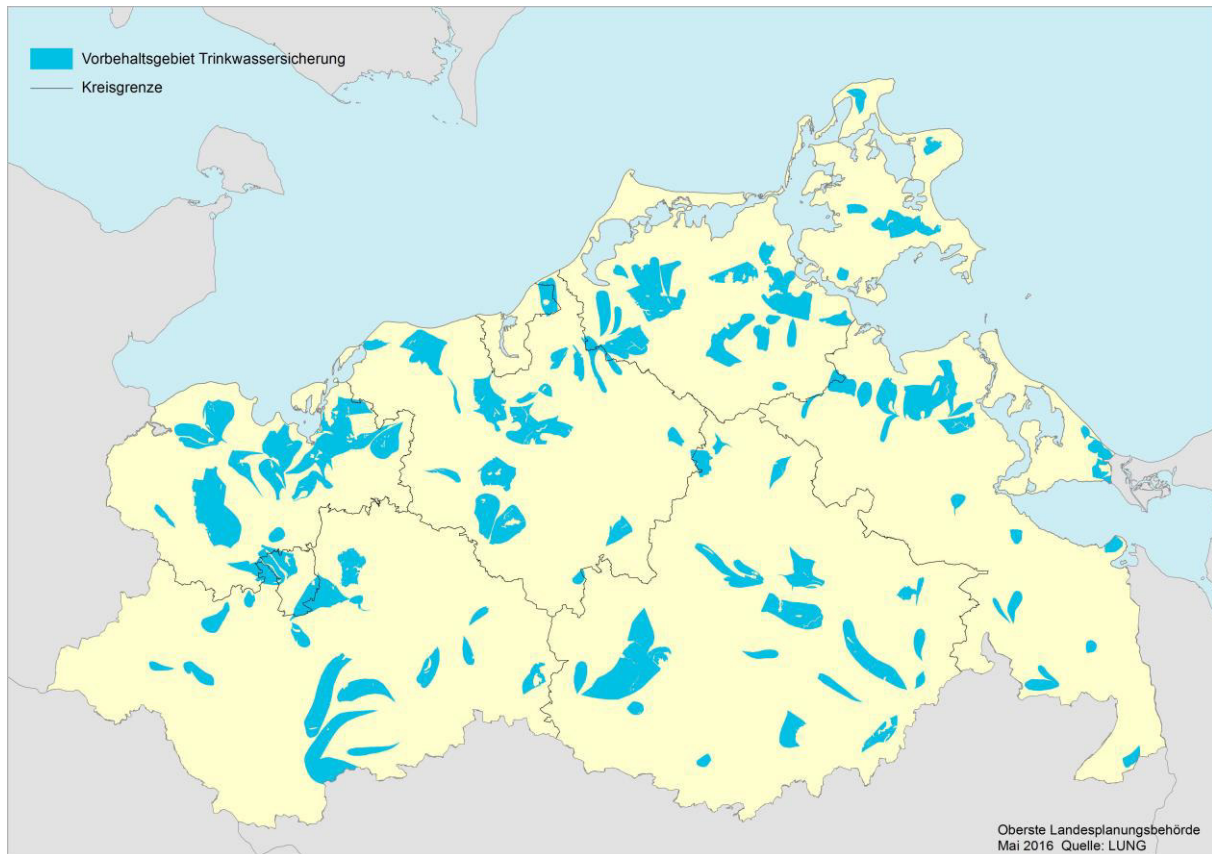 Vorbehaltsgebiet Trinkwassersicherung
Kreisgrenze
Oberste Landesplanungsbehörde
Mai 2016 Quelle: LUNG